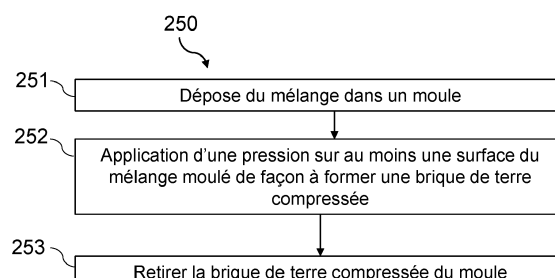 250
251
Dépose du mélange dans un moule
252
Application d'une pression sur au moins une surface du
mélange moulé de façon à former une brique de terre
compressée
253
Retirer la brique de terre compressée du moule